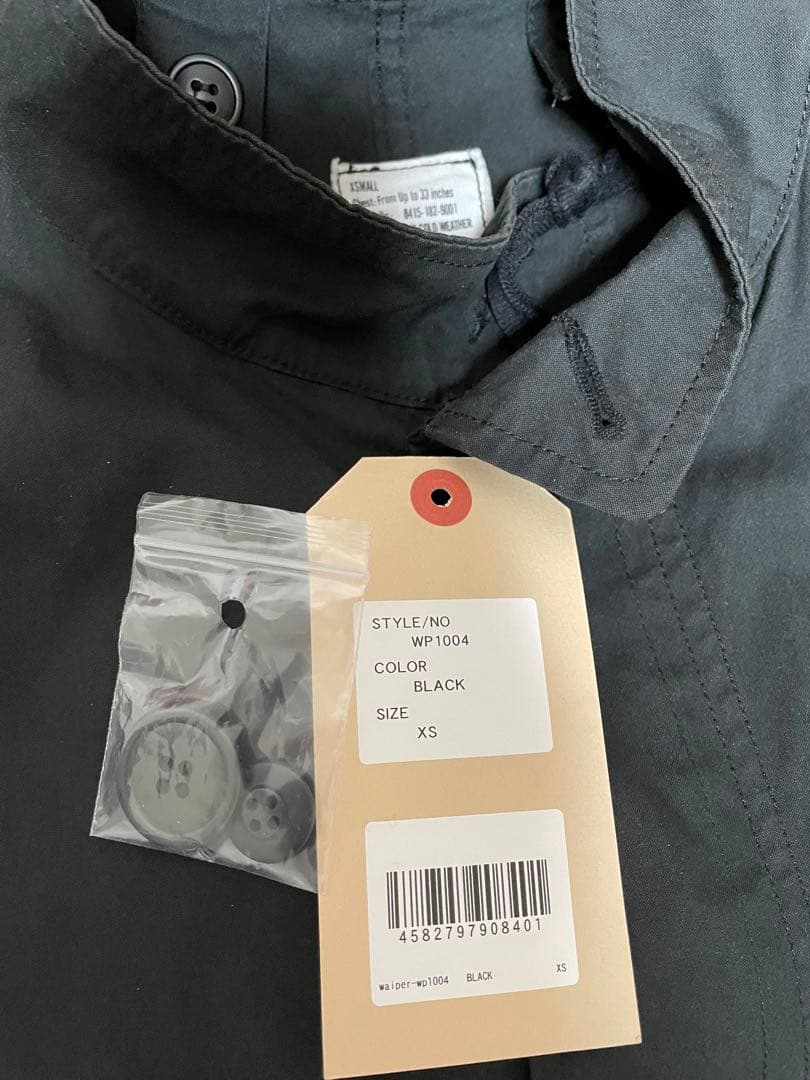 XSMALL
Chest: From Up to 33 inches
8415-182-9001
COLD WEATHER
STYLE/NO
WP1004
COLOR
BLACK
SIZE
XS
4582797908401
waiper-wp1004 BLACK XS